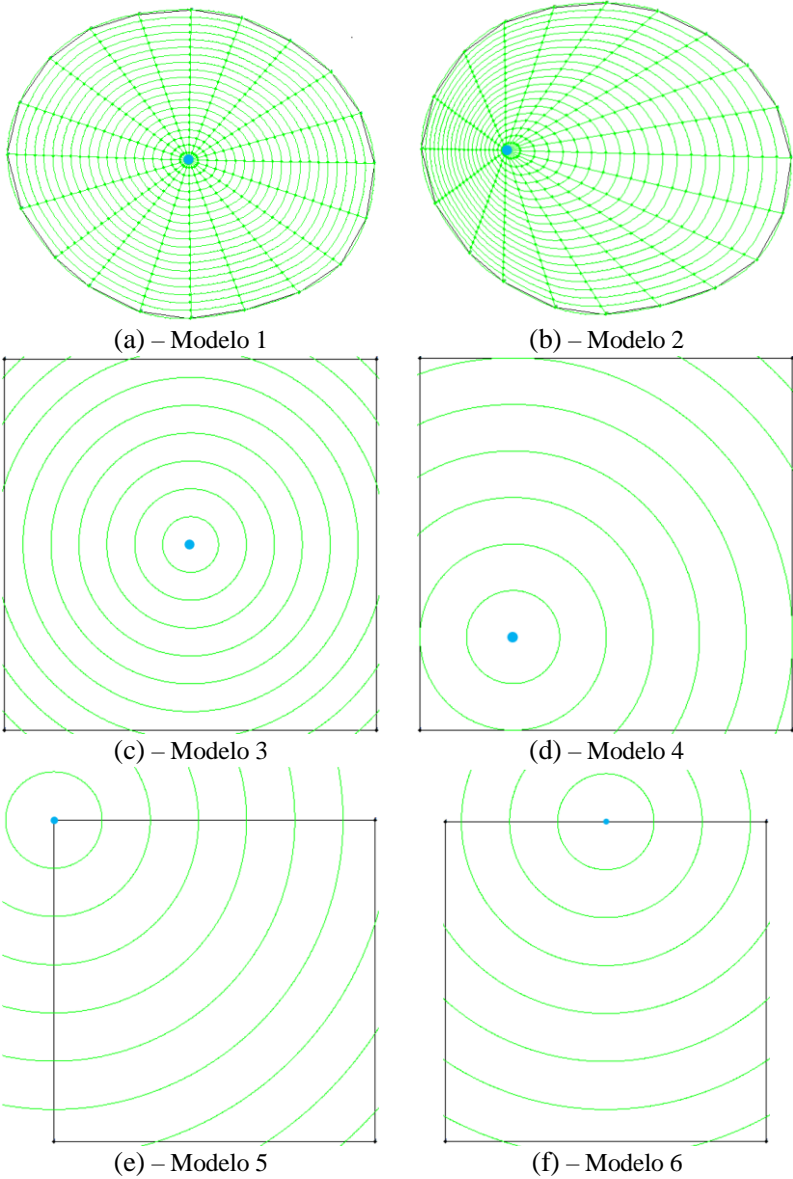 (a) – Modelo 1
(b) – Modelo 2
(c) – Modelo 3
(d) – Modelo 4
(e) – Modelo 5
(f) – Modelo 6